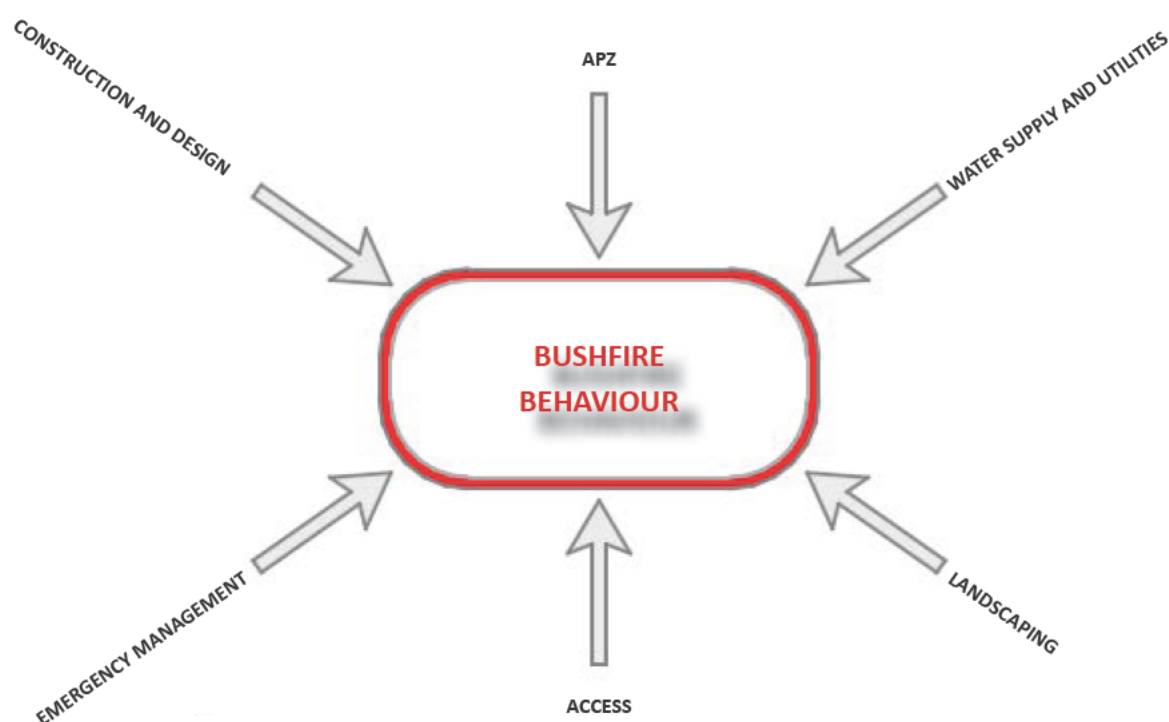 CONSTRUCTION AND DESIGN
APZ
WATER SUPPLY AND UTILITIES
BUSHFIRE
BEHAVIOUR
EMERGENCY MANAGEMENT
ACCESS
LANDSCAPING